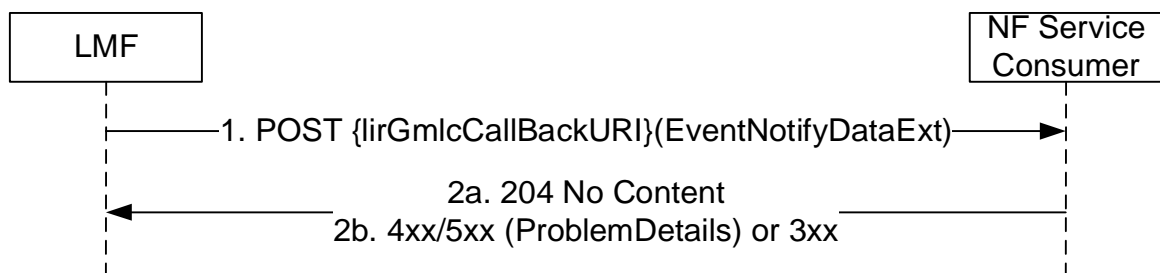 LMF
NF Service
Consumer
1. POST {lirGmlcCallBackURI}(EventNotifyDataExt)
2a. 204 No Content
2b. 4xx/5xx (ProblemDetails) or 3xx